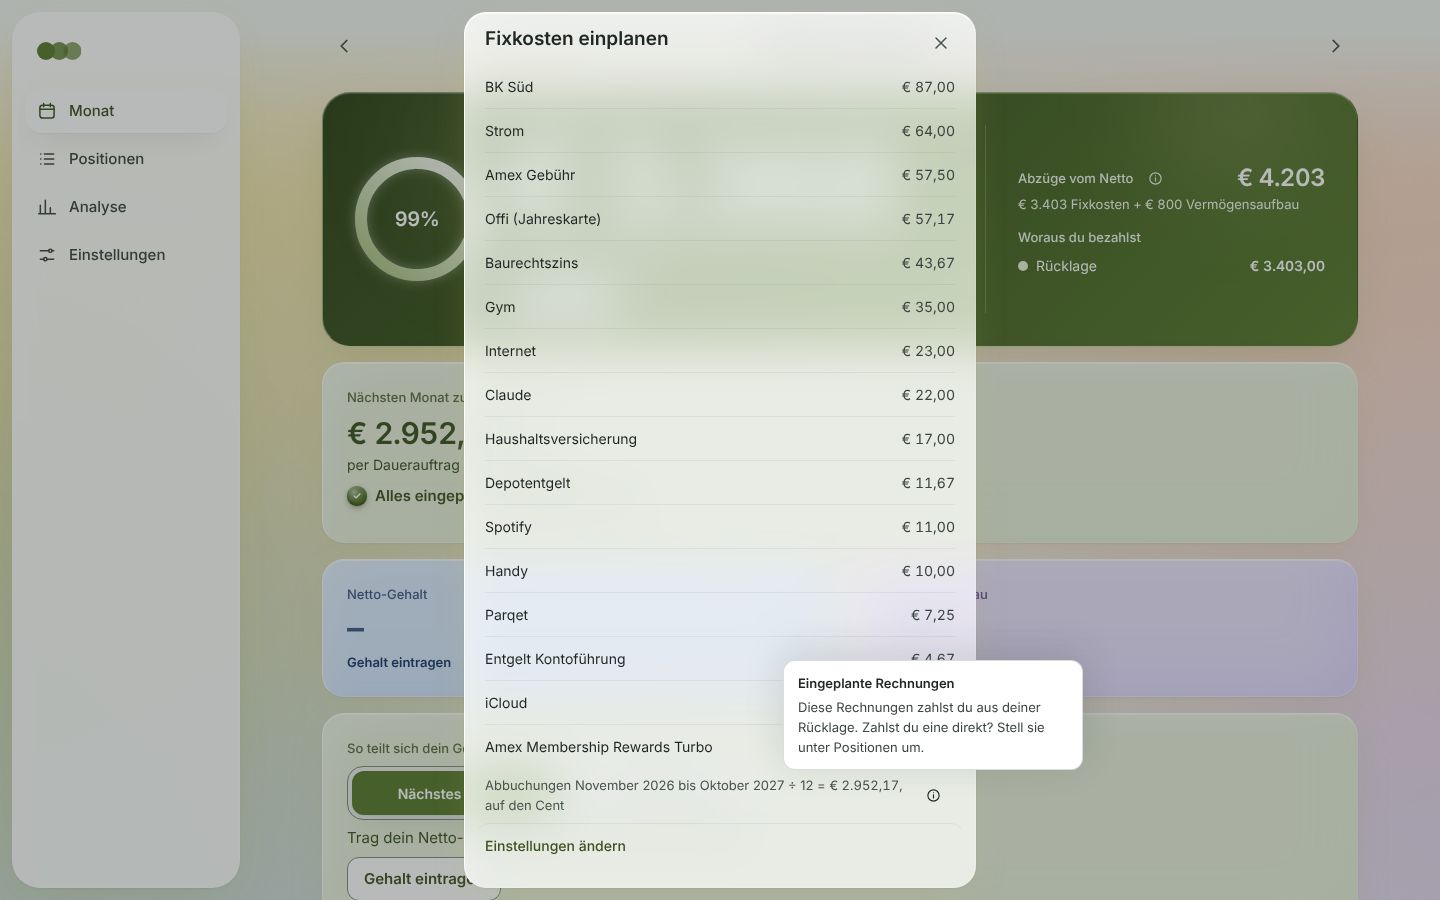 Fixkosten einplanen
Monat
Positionen
Analyse
Einstellungen
99%
Abzüge vom Netto
€ 4.203
€ 3.403 Fixkosten + € 800 Vermögensaufbau
Woraus du bezahlst
Rücklage
€ 3.403,00
Nächsten Monat
€ 2.952,
per Dauerauftrag
Alles
Netto-Gehalt
–
Gehalt eintragen
So teilt sich dein
Nächstes
Trag dein Netto-
Gehalt
BK Süd € 87,00
Strom € 64,00
Amex Gebühr € 57,50
Offi (Jahreskarte) € 57,17
Baurechtszins € 43,67
Gym € 35,00
Internet € 23,00
Claude € 22,00
Haushaltsversicherung € 17,00
Depotentgelt € 11,67
Spotify € 11,00
Handy € 10,00
Parqet € 7,25
Entgelt Kontoführung € 4,67
iCloud
Amex Membership Rewards Turbo
Eingeplante Rechnungen
Diese Rechnungen zahlst du aus deiner
Rücklage. Zahlst du eine direkt? Stell sie
unter Positionen um.
Abbuchungen November 2026 bis Oktober 2027 ÷ 12 = € 2.952,17,
auf den Cent
Einstellungen ändern